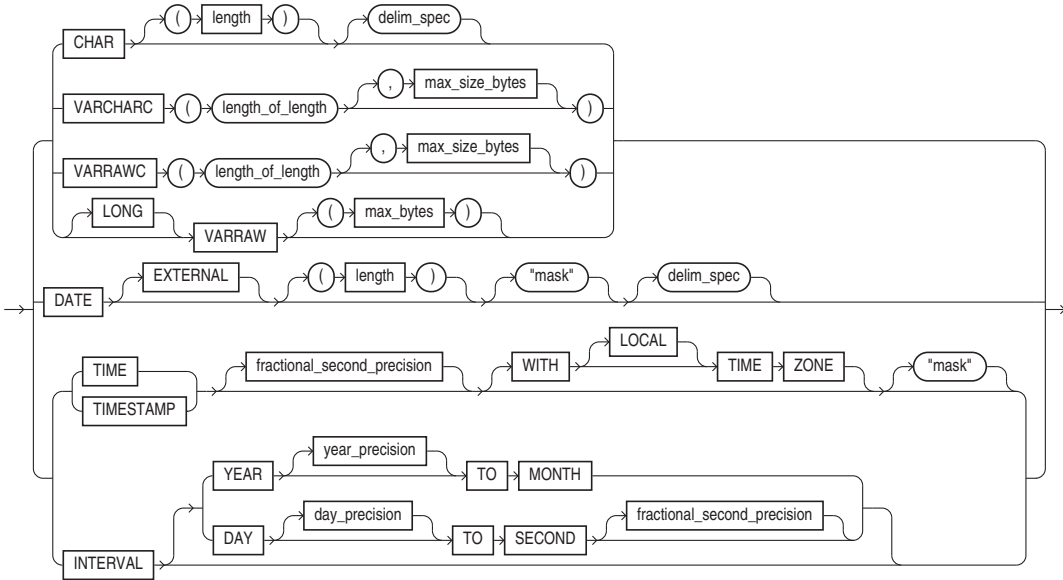 ( length )
CHAR delim_spec
VARCHARC ( length_of_length , max_size_bytes )
VARRAWC ( length_of_length , max_size_bytes )
LONG VARRAW ( max_bytes )
DATE EXTERNAL ( length ) "mask" delim_spec
TIME
TIMESTAMP
fractional_second_precision WITH LOCAL TIME ZONE "mask"
YEAR year_precision TO MONTH
DAY day_precision TO SECOND fractional_second_precision
INTERVAL